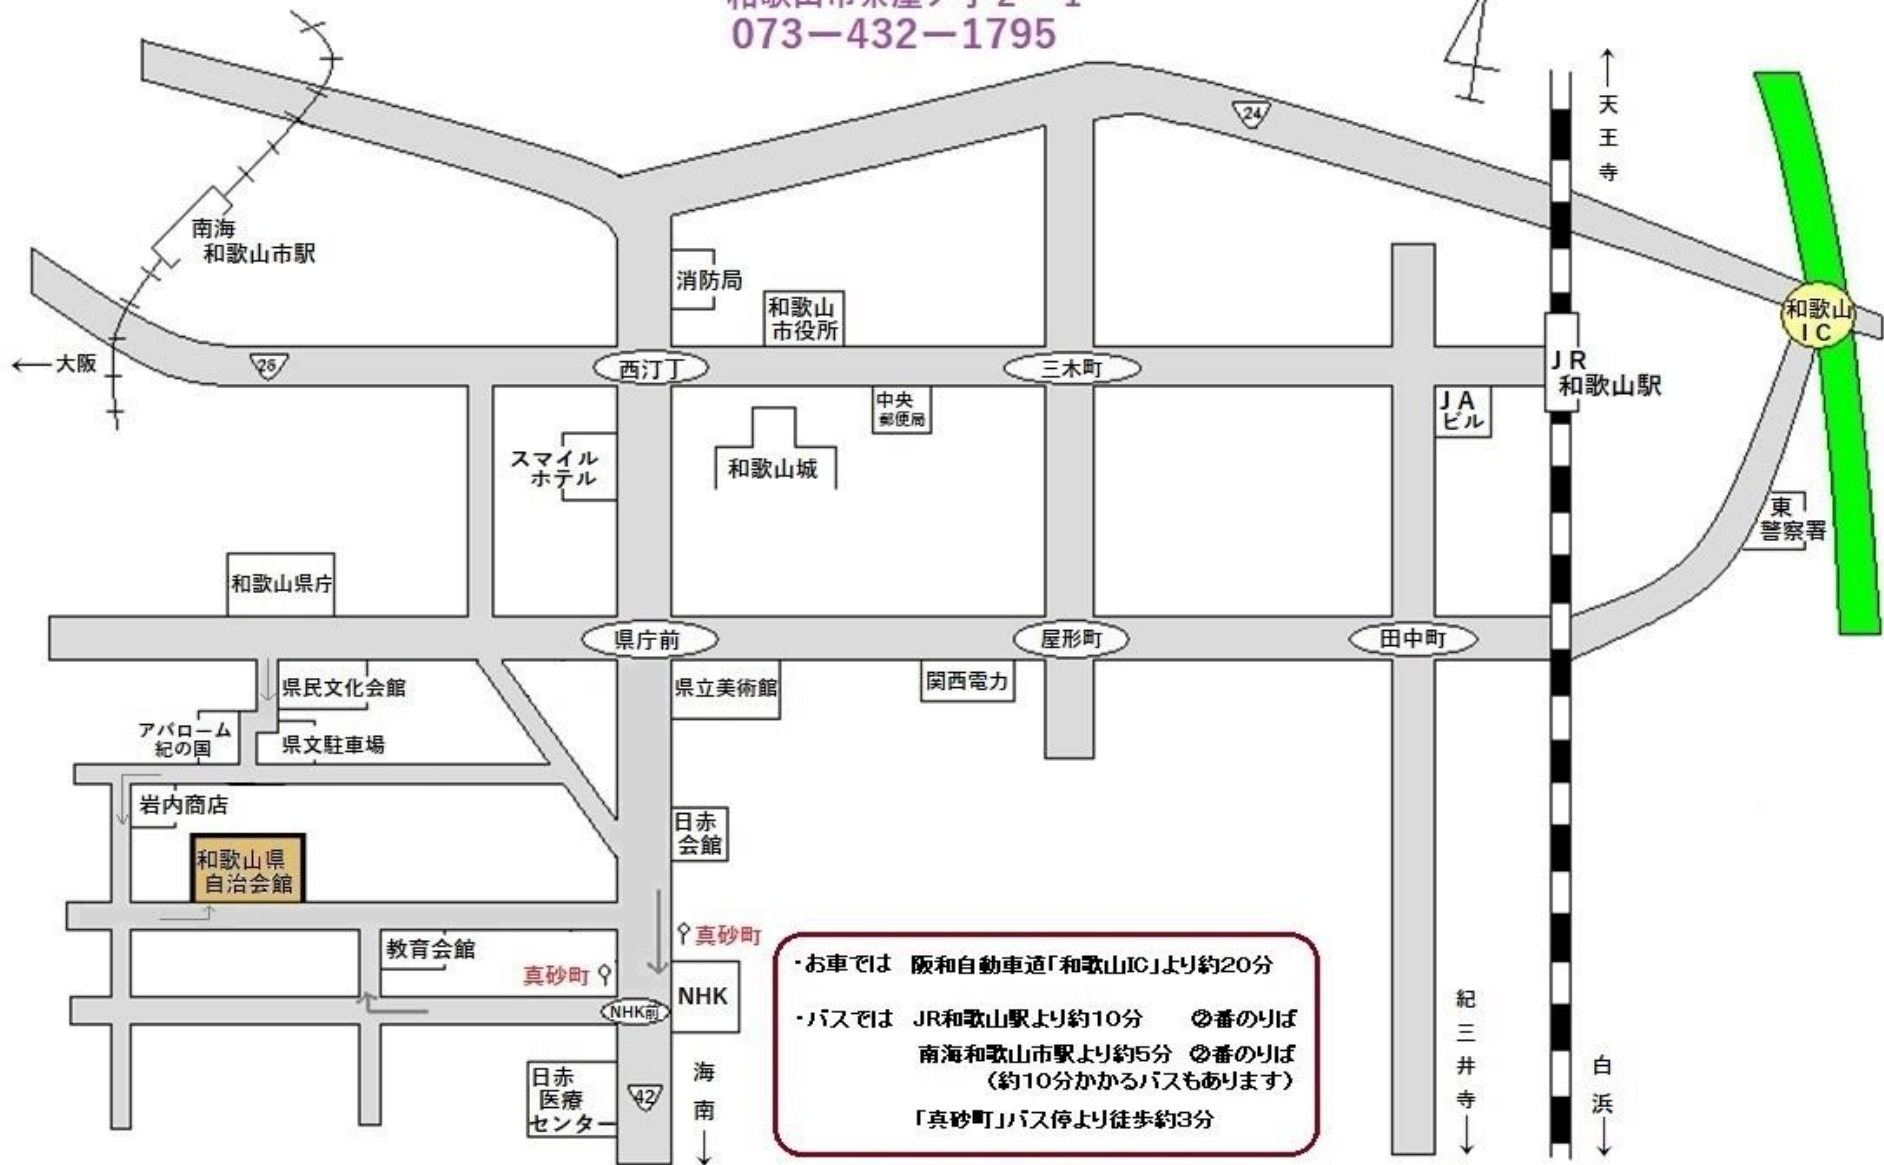 073－432－1795
24
↑
天
王
寺
南海
和歌山市駅
消防局
和歌山
市役所
和歌山
ＩＣ
←大阪
26
西汀丁
三木町
ＪＲ
和歌山駅
中央
郵便局
ＪＡ
ビル
スマイル
ホテル
和歌山城
東
警察署
和歌山県庁
県庁前
屋形町
田中町
県民文化会館
県立美術館
関西電力
アバローム
紀の国
県文駐車場
岩内商店
日赤
会館
和歌山県
自治会館
真砂町
教育会館
真砂町
NHK
NHK前
・お車では 阪和自動車道「和歌山IC」より約20分
・バスでは JR和歌山駅より約10分 ②番のりば
南海和歌山市駅より約5分 ②番のりば
（約10分かかるバスもあります）
「真砂町」バス停より徒歩約3分
日赤
医療
センター
42
海
南
↓
紀
三
井
寺
↓
白
浜
↓